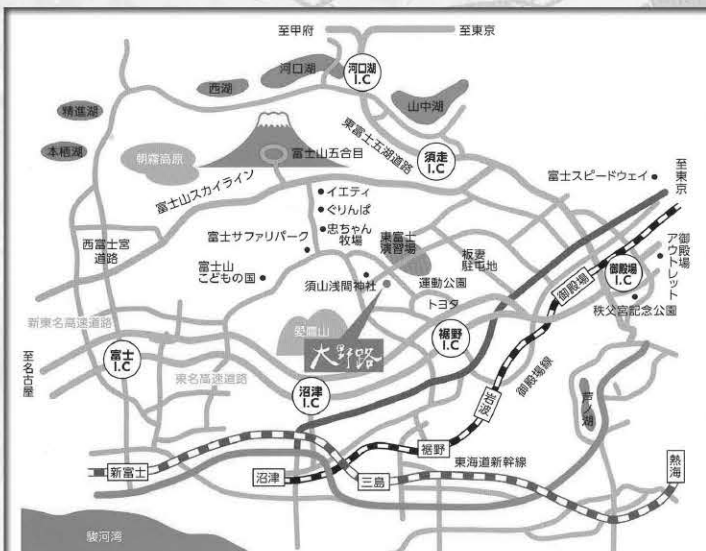 至甲府
至東京
河口湖
I.C
河口湖
西湖
山中湖
精進湖
本栖湖
朝霧高原
富士山五合目
東富士五湖道路
須走
I.C
富士スピードウェイ
至東京
富士山スカイライン
イエティ
ぐりんぱ
忠ちゃん
牧場
富士サファリパーク
東富士
演習場
板妻
駐屯地
御殿場
I.C
御殿場
アウトレット
西富士宮
道路
富士山
こどもの国
須山浅間神社
運動公園
トヨタ
御殿場
秩父宮記念公園
新東名高速道路
愛鷹山
大野路
裾野
I.C
至名古屋
富士
I.C
東名高速道路
沼津
I.C
岩波
御殿場線
芦ノ湖
裾野
新富士
沼津
三島
東海道新幹線
熱海
駿河湾